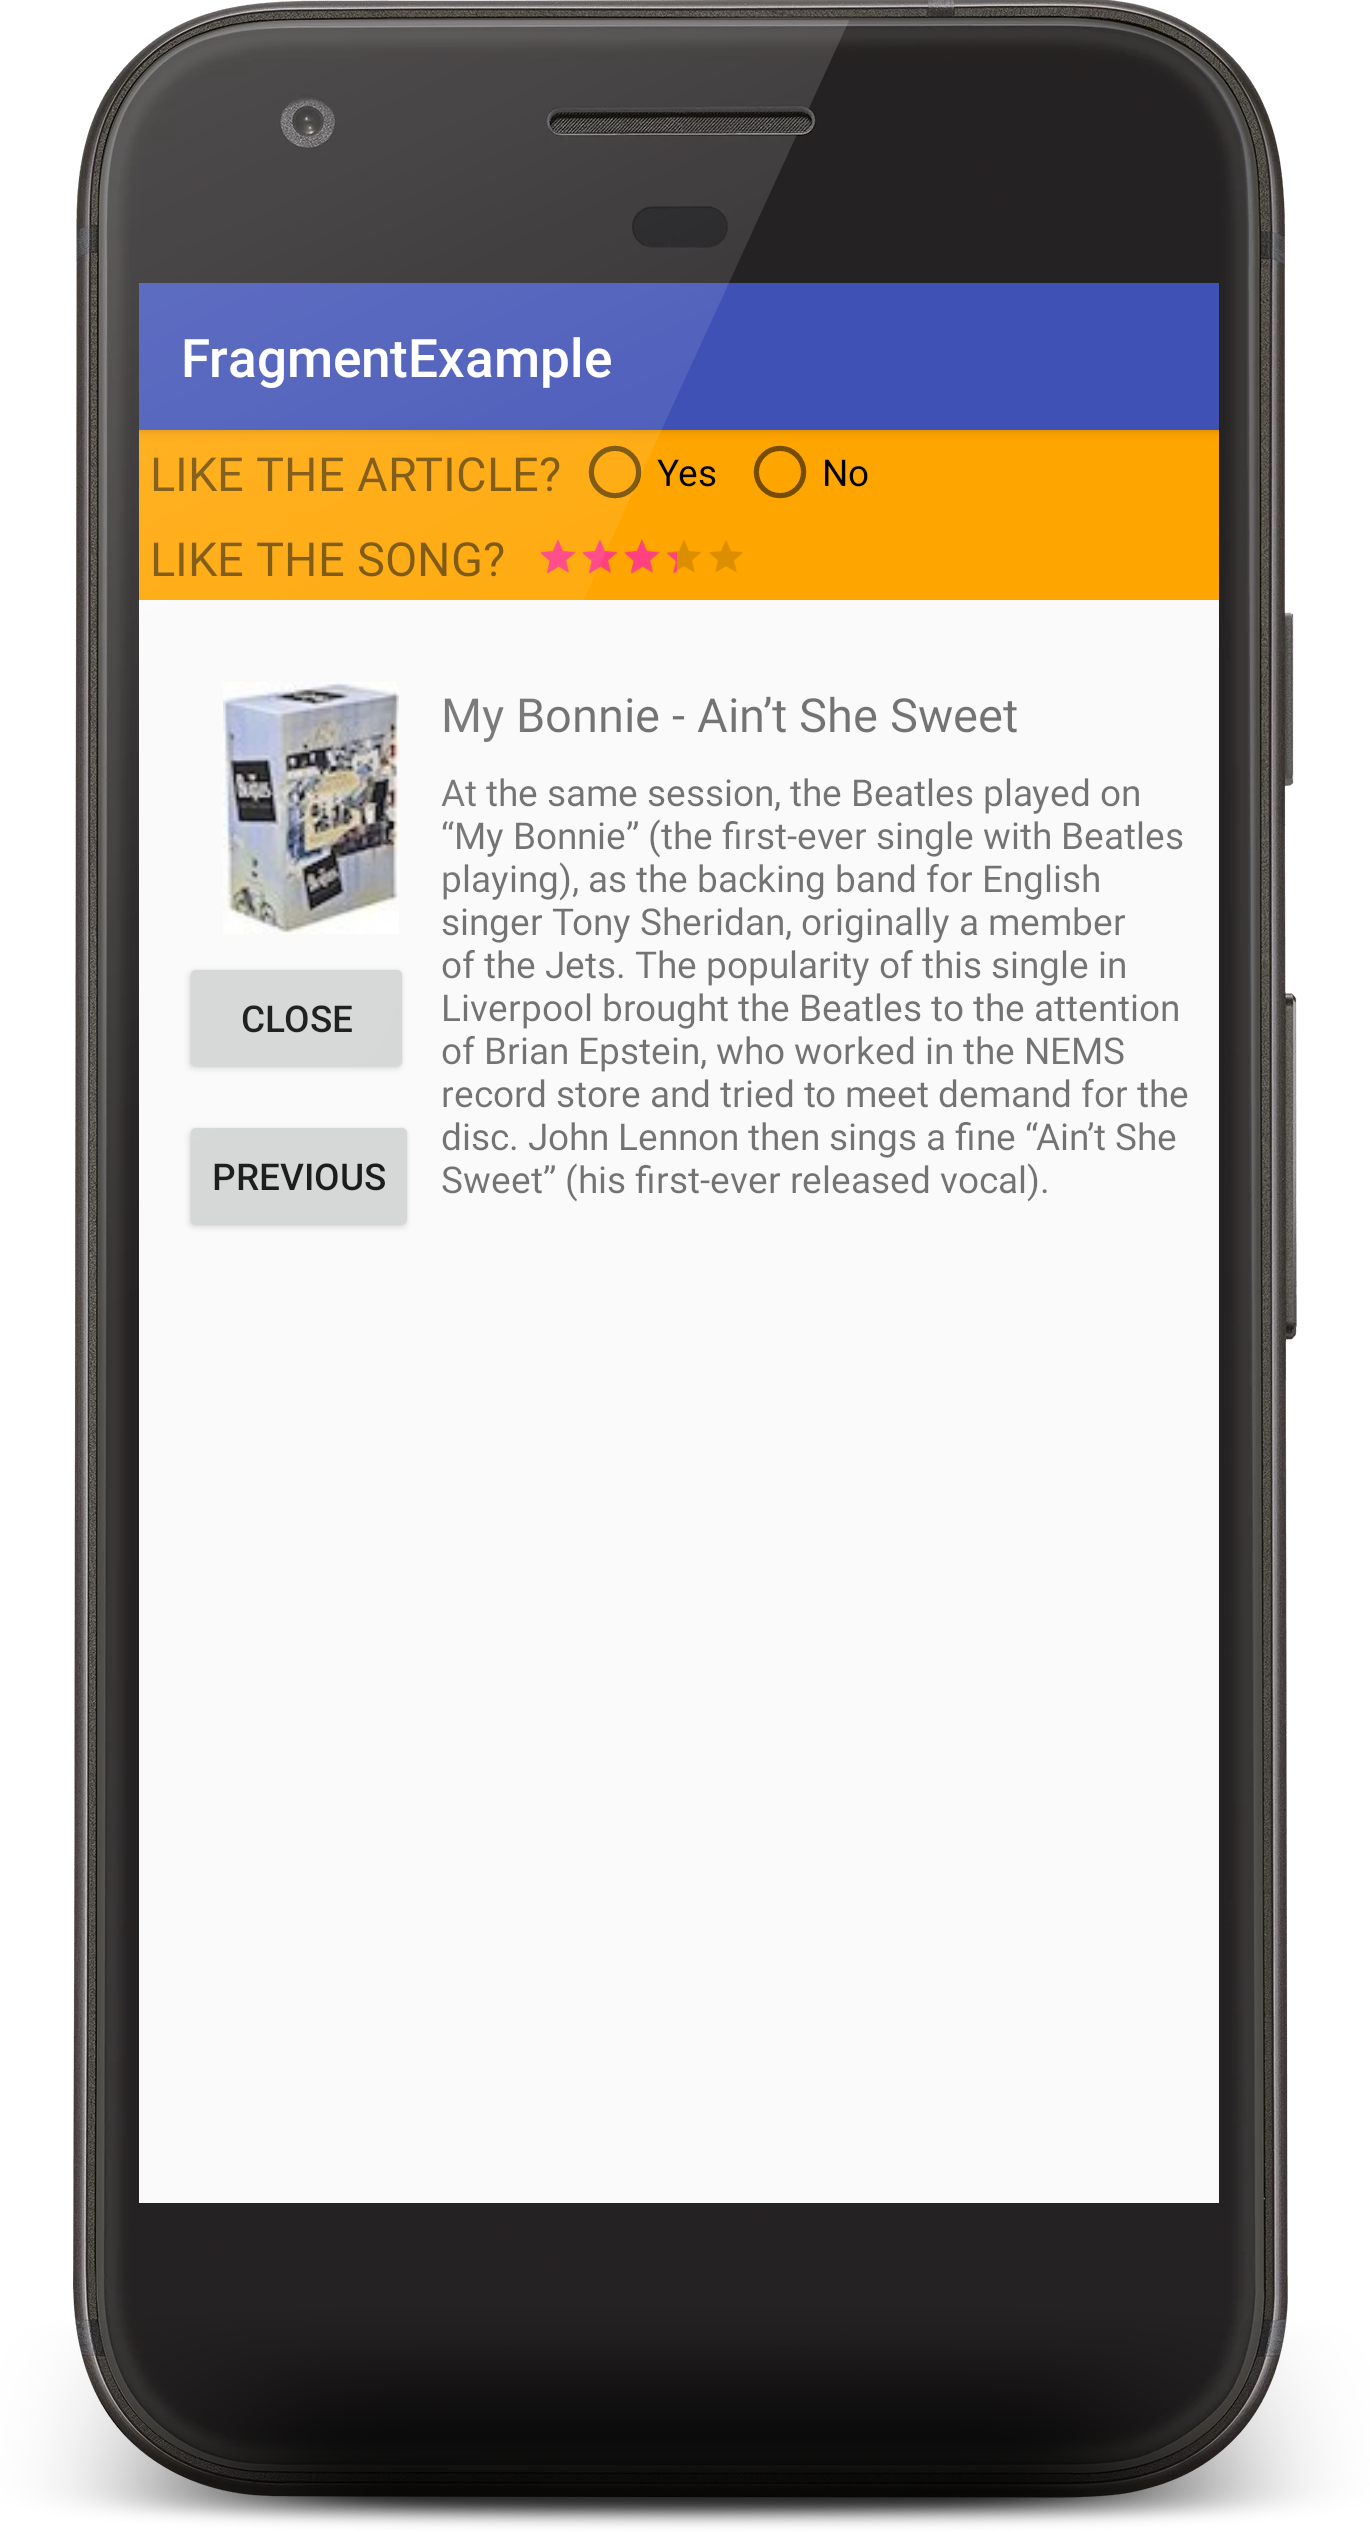 FragmentExample
LIKE THE ARTICLE? Yes No
LIKE THE SONG?
My Bonnie - Ain’t She Sweet
At the same session, the Beatles played on
“My Bonnie” (the first-ever single with Beatles
playing), as the backing band for English
singer Tony Sheridan, originally a member
of the Jets. The popularity of this single in
Liverpool brought the Beatles to the attention
of Brian Epstein, who worked in the NEMS
record store and tried to meet demand for the
disc. John Lennon then sings a fine “Ain’t She
Sweet” (his first-ever released vocal).
CLOSE
PREVIOUS